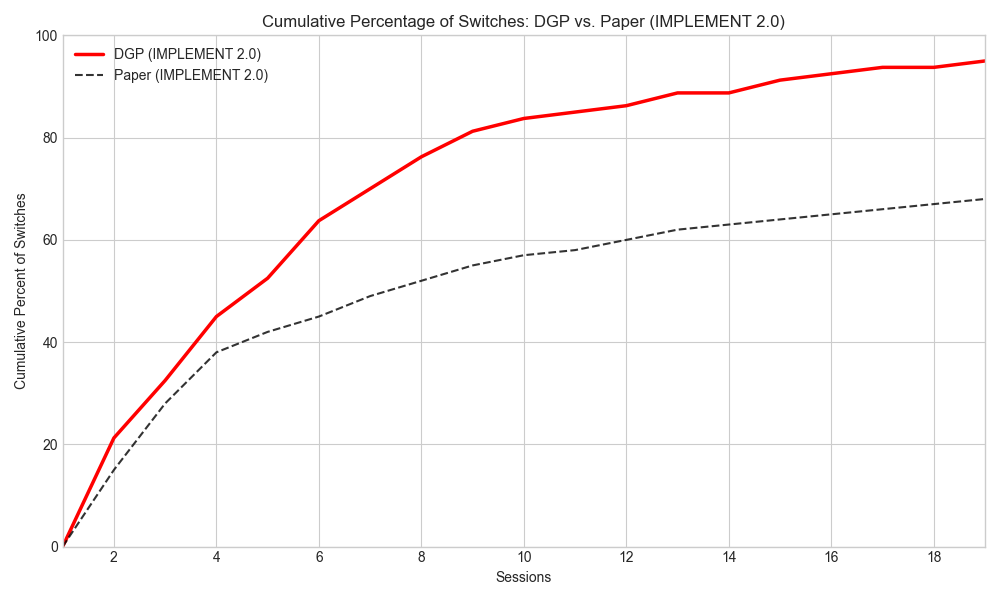 Cumulative Percentage of Switches: DGP vs. Paper (IMPLEMENT 2.0)
DGP (IMPLEMENT 2.0)
Paper (IMPLEMENT 2.0)
Cumulative Percent of Switches
100
80
60
40
20
0
2 4 6 8 10 12 14 16 18
Sessions